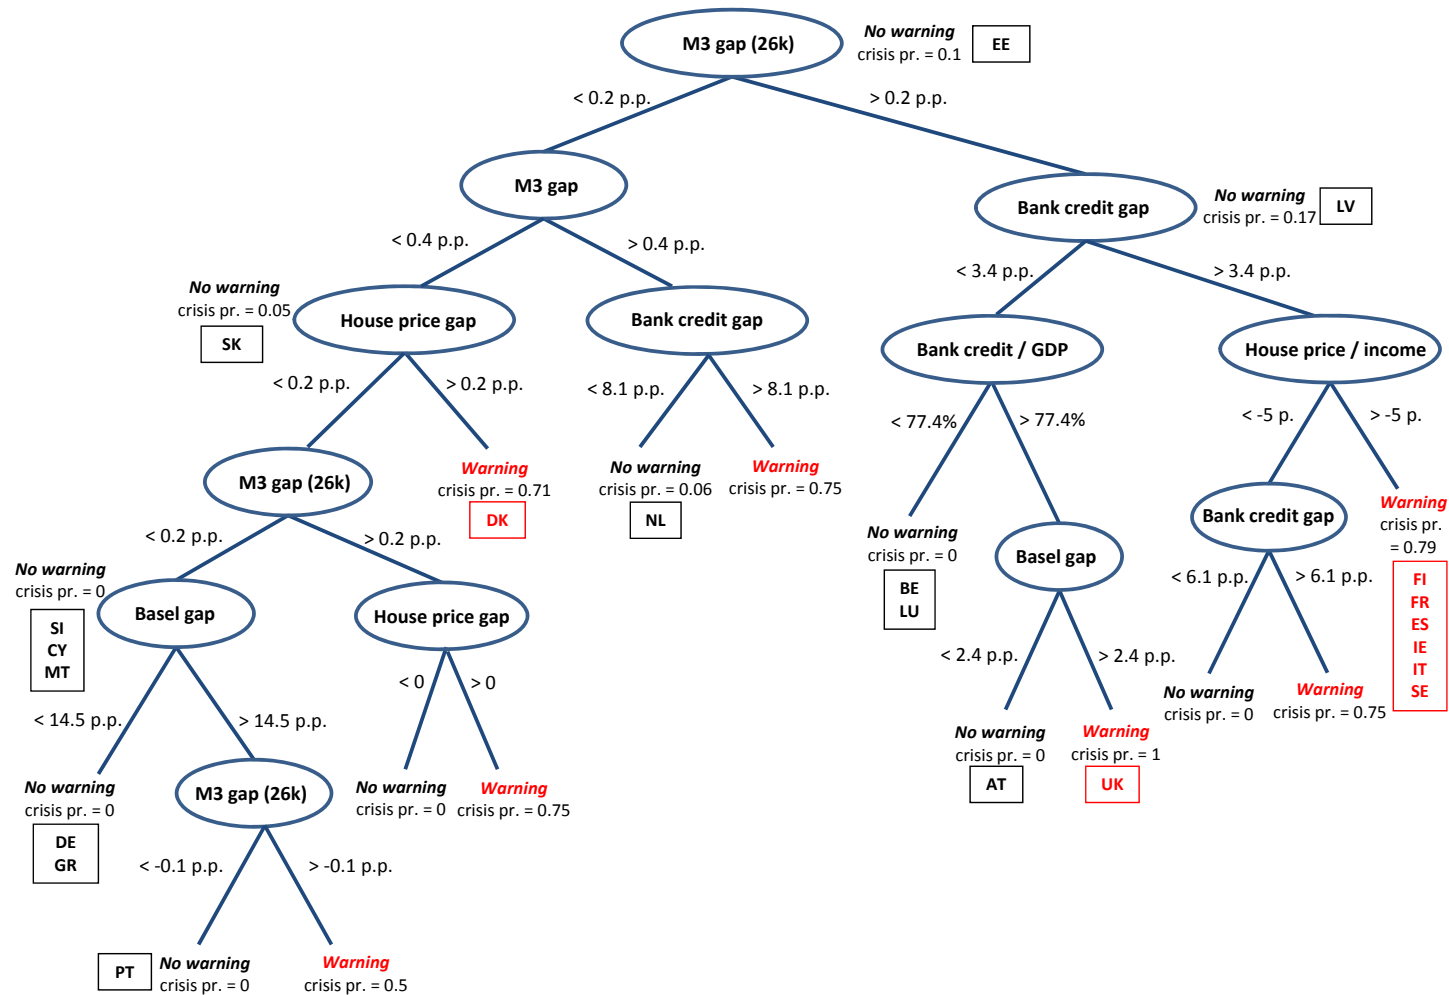 M3 gap (26k)
No warning
crisis pr. = 0.1
EE
< 0.2 p.p.
> 0.2 p.p.
M3 gap
Bank credit gap
No warning
crisis pr. = 0.17
LV
< 0.4 p.p.
> 0.4 p.p.
< 3.4 p.p.
> 3.4 p.p.
No warning
crisis pr. = 0.05
SK
House price gap
Bank credit gap
Bank credit / GDP
House price / income
< 0.2 p.p.
> 0.2 p.p.
< 8.1 p.p.
> 8.1 p.p.
< 77.4%
> 77.4%
< -5 p.
> -5 p.
M3 gap (26k)
Warning
crisis pr. = 0.71
DK
No warning
crisis pr. = 0.06
NL
Warning
crisis pr. = 0.75
No warning
crisis pr. = 0
BE
LU
Basel gap
Bank credit gap
Warning
crisis pr.
= 0.79
FI
FR
ES
IE
IT
SE
< 0.2 p.p.
> 0.2 p.p.
No warning
crisis pr. = 0
SI
CY
MT
Basel gap
House price gap
< 2.4 p.p.
> 2.4 p.p.
< 6.1 p.p.
> 6.1 p.p.
< 14.5 p.p.
> 14.5 p.p.
< 0
> 0
No warning
crisis pr. = 0
AT
Warning
crisis pr. = 1
UK
No warning
crisis pr. = 0
Warning
crisis pr. = 0.75
No warning
crisis pr. = 0
DE
GR
M3 gap (26k)
No warning
crisis pr. = 0
Warning
crisis pr. = 0.75
< -0.1 p.p.
> -0.1 p.p.
PT
No warning
crisis pr. = 0
Warning
crisis pr. = 0.5